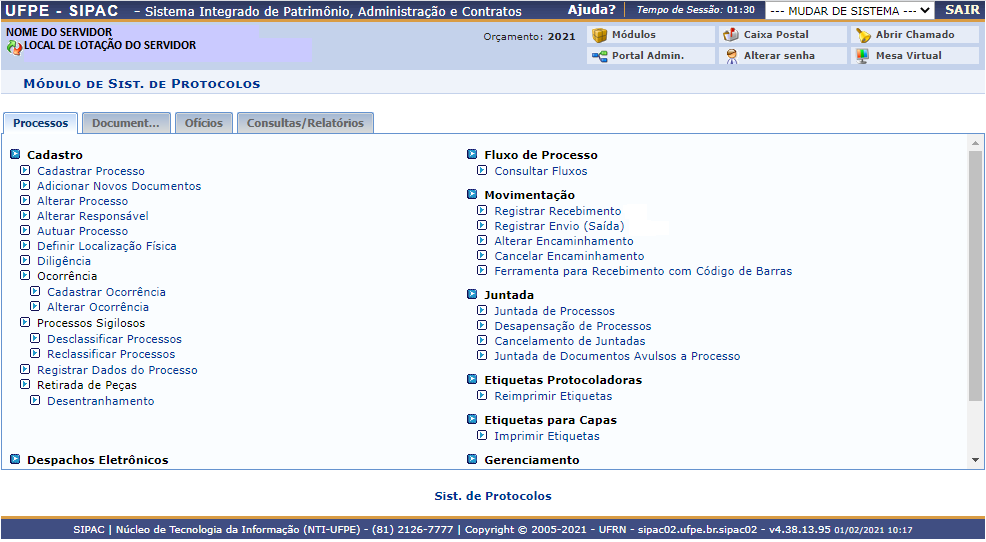 UFPE - SIPAC - Sistema Integrado de Patrimônio, Administração e Contratos Ajuda? Tempo de Sessão: 01:30 --- MUDAR DE SISTEMA --- SAIR
NOME DO SERVIDOR
LOCAL DE LOTAÇÃO DO SERVIDOR
Orçamento: 2021
Módulos Caixa Postal Abrir Chamado
Portal Admin. Alterar senha Mesa Virtual
MÓDULO DE SIST. DE PROTOCOLOS
Processos Document... Ofícios Consultas/Relatórios
Cadastro
Cadastrar Processo
Adicionar Novos Documentos
Alterar Processo
Alterar Responsável
Autuar Processo
Definir Localização Física
Diligência
Ocorrência
Cadastrar Ocorrência
Alterar Ocorrência
Processos Sigilosos
Desclassificar Processos
Reclassificar Processos
Registrar Dados do Processo
Retirada de Peças
Desentranhamento
Despachos Eletrônicos
Fluxo de Processo
Consultar Fluxos
Movimentação
Registrar Recebimento
Registrar Envio (Saída)
Alterar Encaminhamento
Cancelar Encaminhamento
Ferramenta para Recebimento com Código de Barras
Juntada
Juntada de Processos
Desapensação de Processos
Cancelamento de Juntadas
Juntada de Documentos Avulsos a Processo
Etiquetas Protocoladoras
Reimprimir Etiquetas
Etiquetas para Capas
Imprimir Etiquetas
Gerenciamento
Sist. de Protocolos
SIPAC | Núcleo de Tecnologia da Informação (NTI-UFPE) - (81) 2126-7777 | Copyright © 2005-2021 - UFRN - sipac02.ufpe.br.sipac02 - v4.38.13.95 01/02/2021 10:17